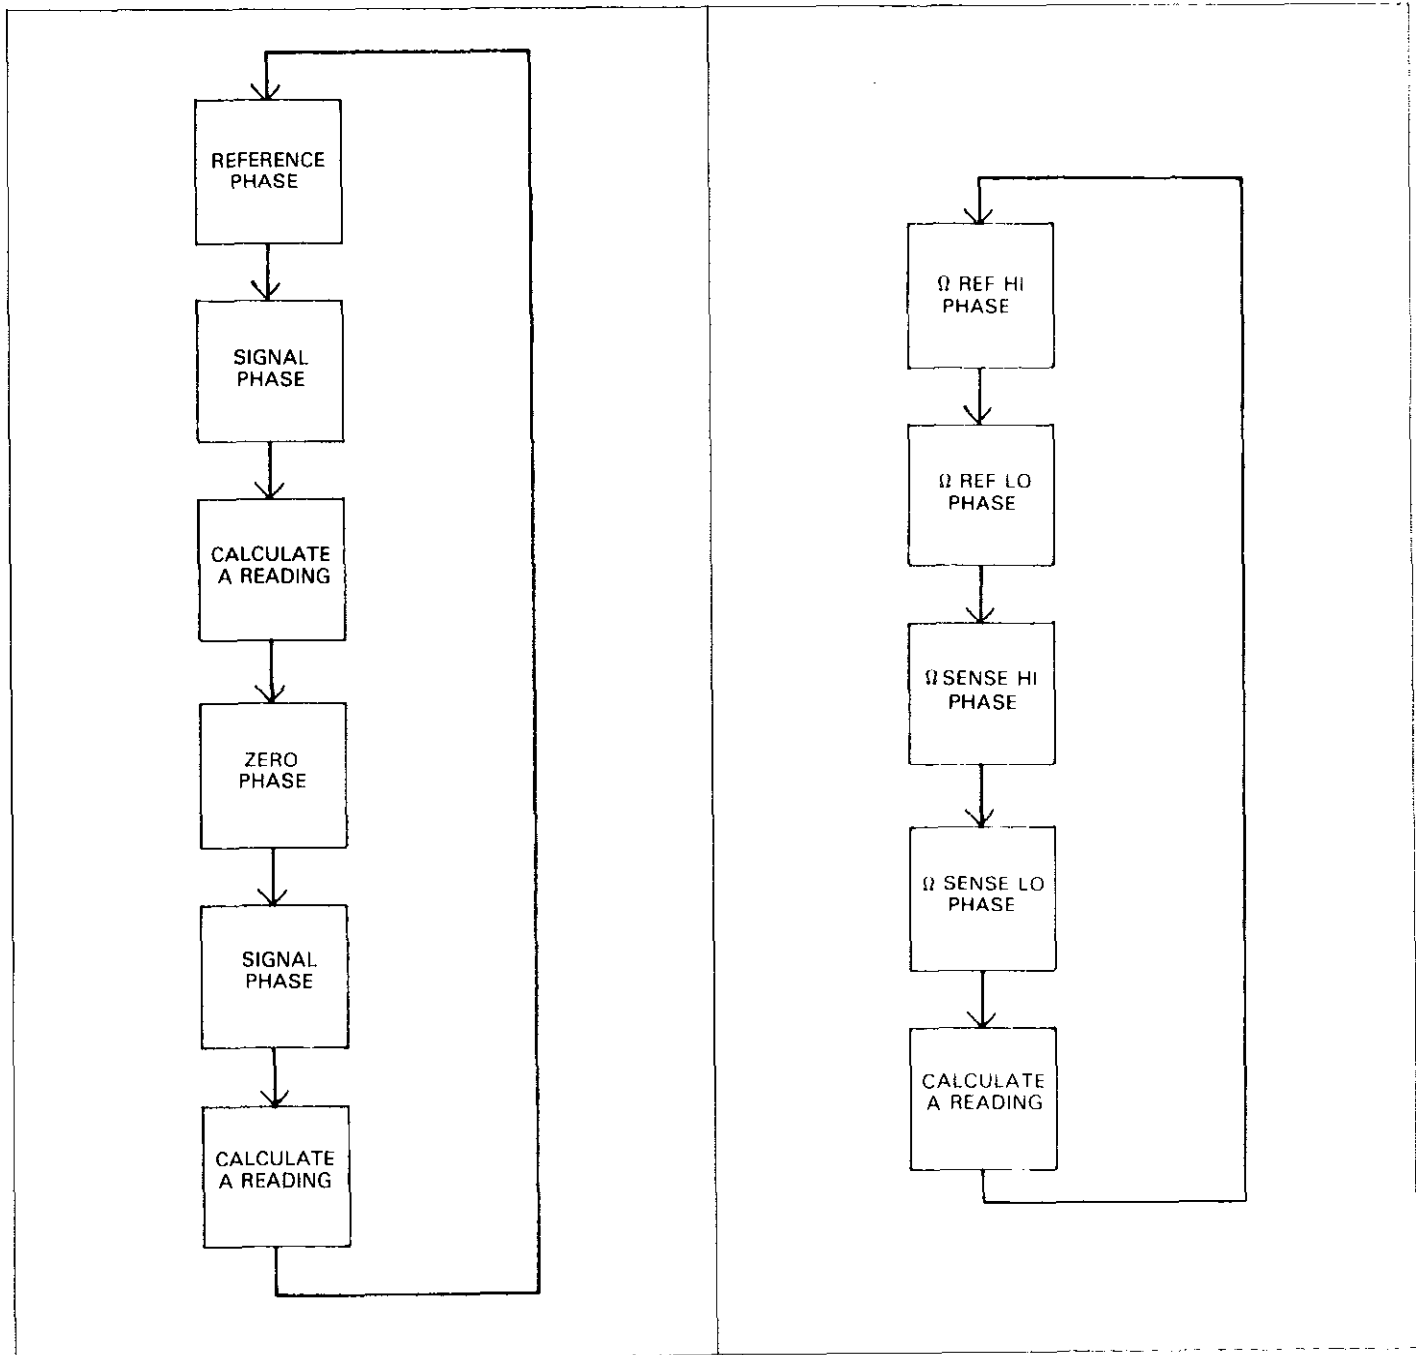 REFERENCE
PHASE
SIGNAL
PHASE
CALCULATE
A READING
ZERO
PHASE
SIGNAL
PHASE
CALCULATE
A READING
Ω REF HI
PHASE
Ω REF LO
PHASE
Ω SENSE HI
PHASE
Ω SENSE LO
PHASE
CALCULATE
A READING